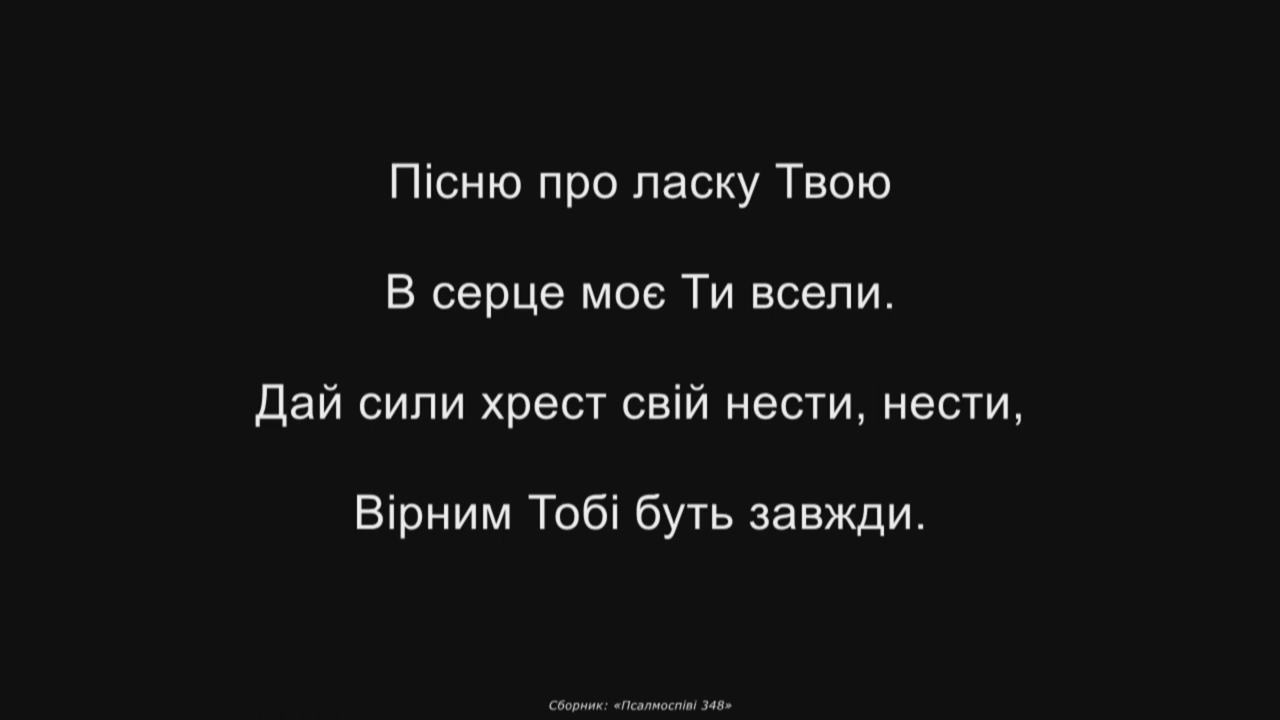 Пісню про ласку Твою
В серце моє Ти всели.
Дай сили хрест свій нести, нести,
Вірним Тобі буть завжди.
Сборник: «Псалмоспіві 348»